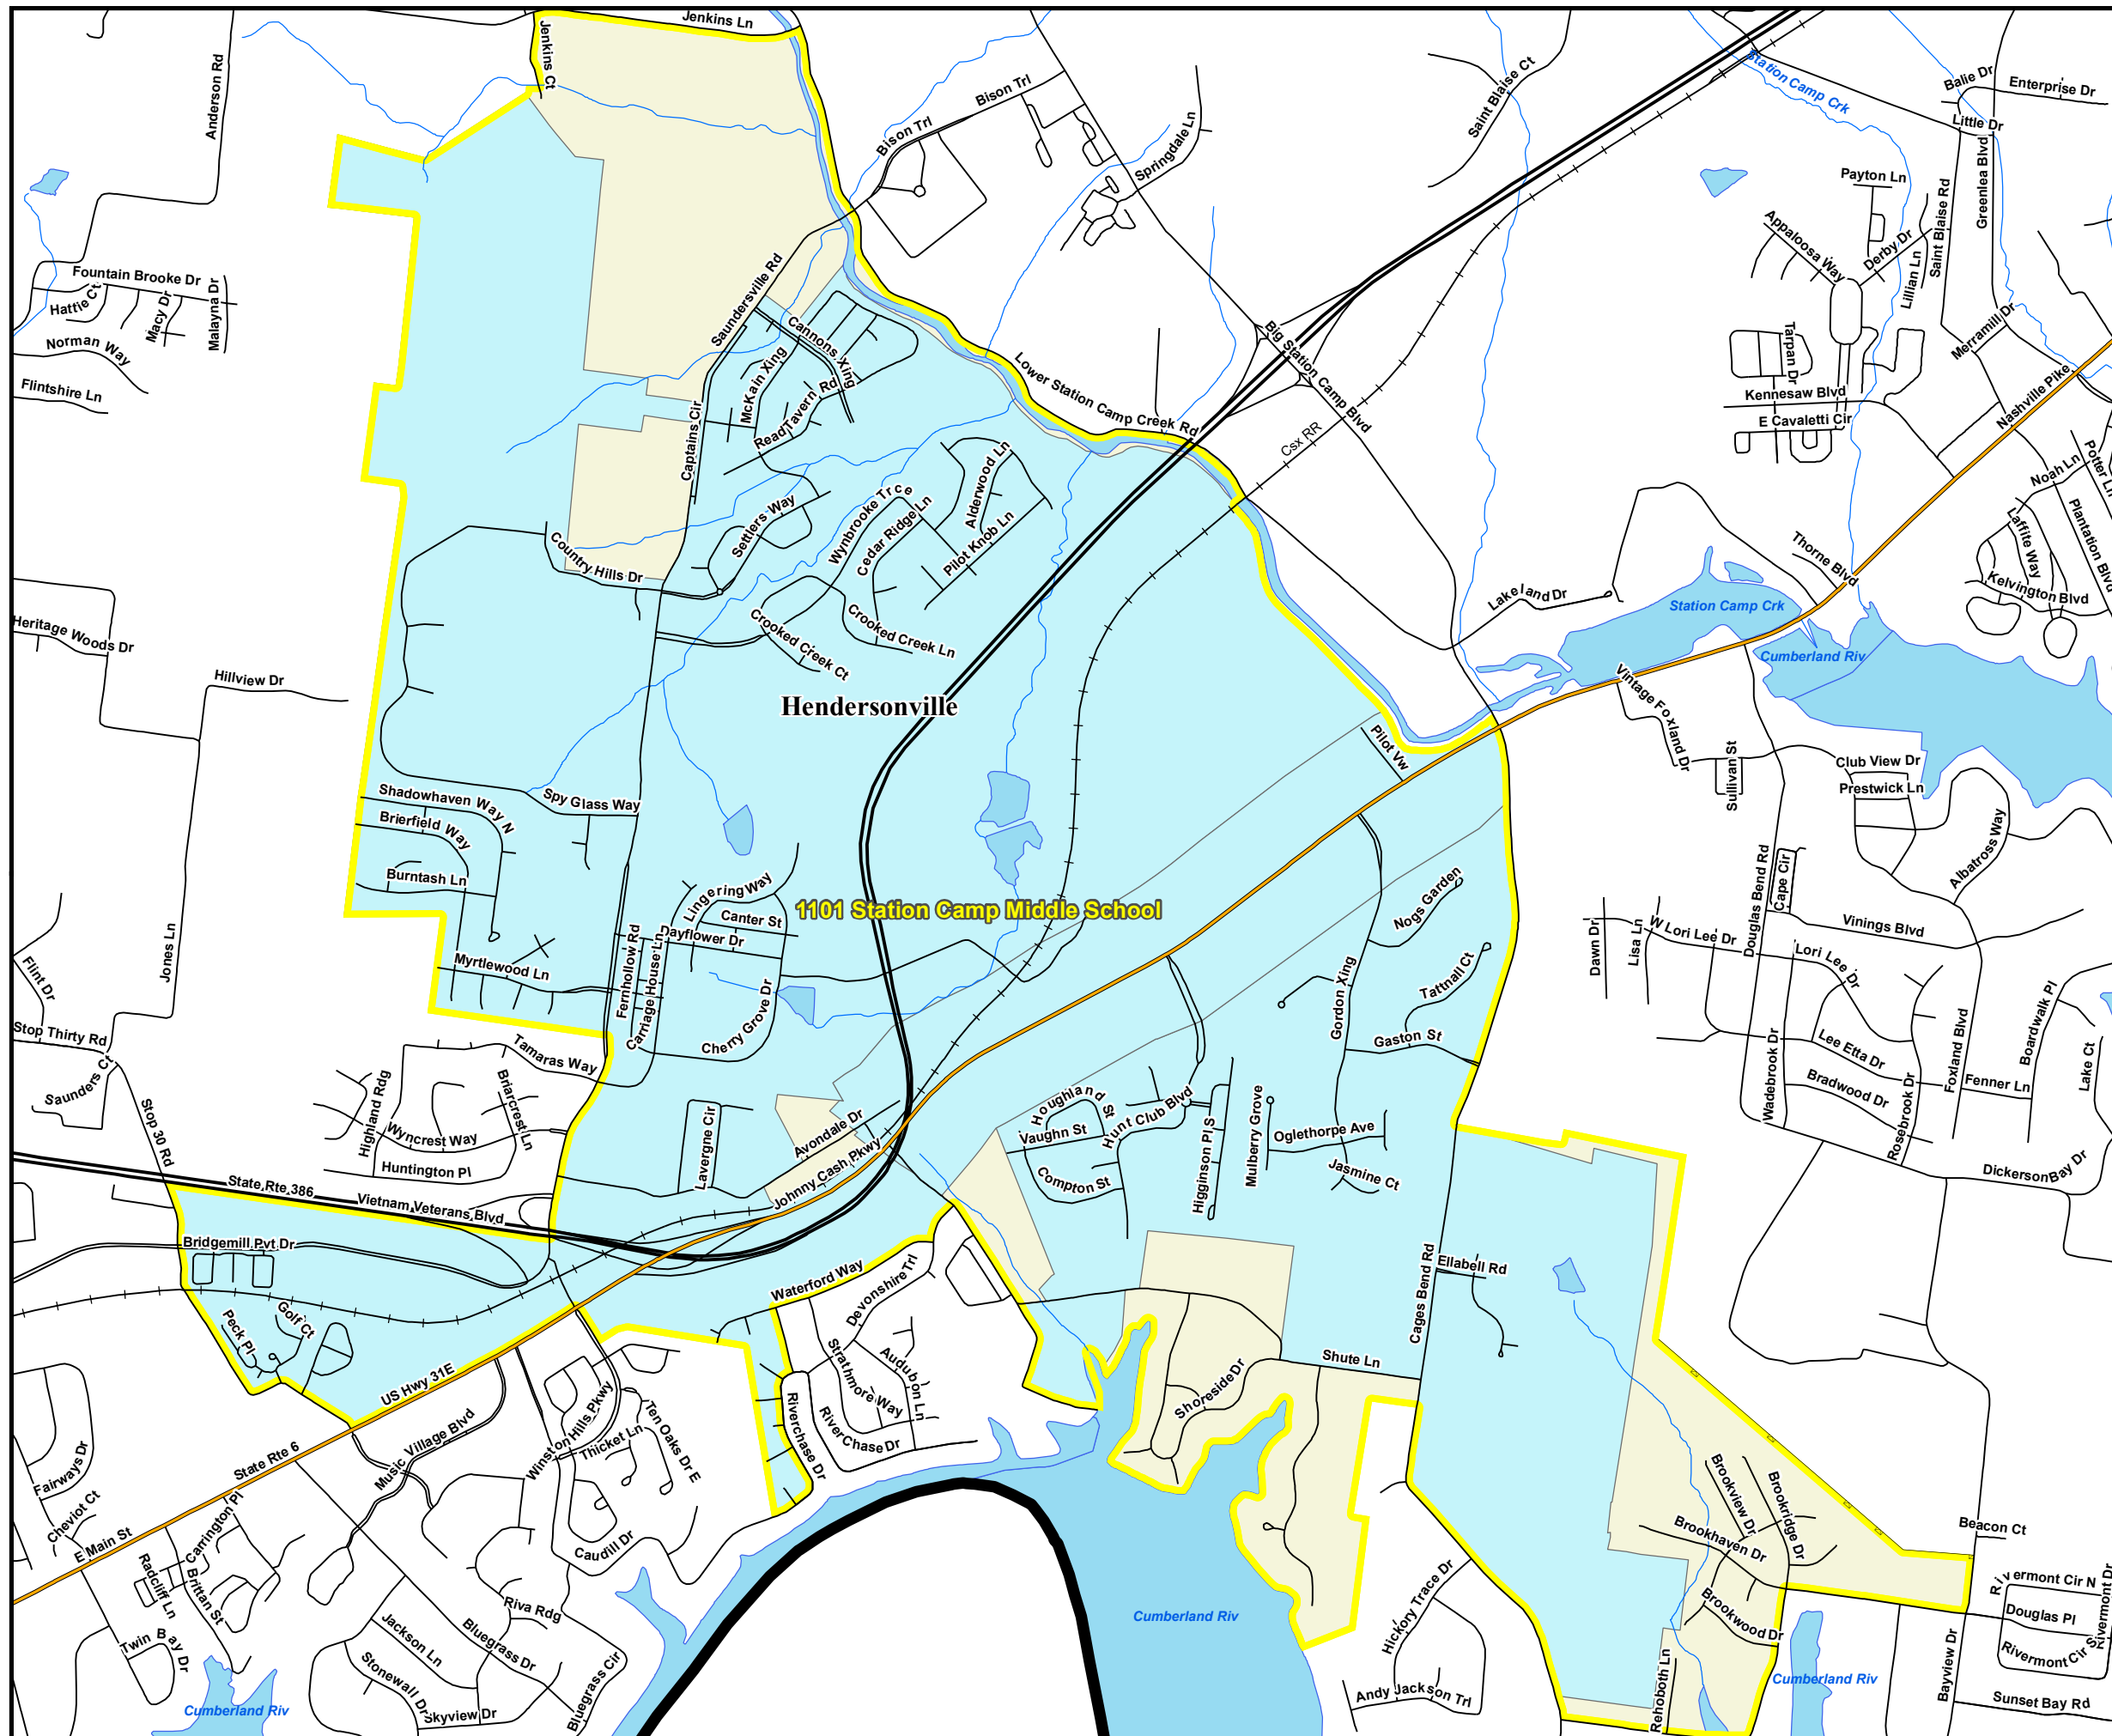 Jenkins Ln
Jenkins Ct
Anderson Rd
Bison Trl
Bison Trl
Springdale Ln
Saint Blaise Ct
Station Camp Crk
Balie Dr
Enterprise Dr
Little Dr
Greenlea Blvd
Payton Ln
Saint Blaise Rd
Appaloosa Way
Derby Dr
Lillian Ln
Fountain Brooke Dr
Hattie Ct
Macy Dr
Malayna Dr
Norman Way
Flintshire Ln
Saundersville Rd
Cannons Xing
McKain Xing
ReadTavern Rd
Captains Cir
Lower Station Camp Creek Rd
Big Station Camp Blvd
Csx RR
Tarpan Dr
Merramill Dr
Kennesaw Blvd
E Cavaletti Cir
Nashville Pike
Noah Ln
Potter Ln
Plantation Blvd
Laffite Way
Kelvington Blvd
Thorne Blvd
Settlers Way
Wynbrooke Trce
Cedar Ridge Ln
Alderwood Ln
Pilot Knob Ln
Country Hills Dr
Crooked Creek Ct
Crooked Creek Ln
Lakeland Dr
Station Camp Crk
Cumberland Riv
Heritage Woods Dr
Hillview Dr
Hendersonville
Vintage Foxland Dr
Pilot Vw
Sullivan St
Club View Dr
Prestwick Ln
Albatross Way
Shadowhaven Way N
Spy Glass Way
Brierfield Way
Burntash Ln
Lingering Way
Canter St
Dayflower Dr
1101 Station Camp Middle School
Nogs Garden
Douglas Bend Rd
Cape Cir
Vinings Blvd
Dawn Dr
Lisa Ln
W Lori Lee Dr
Lori Lee Dr
Jones Ln
Flint Dr
Myrtlewood Ln
Fernhollow Rd
Carriage House Ln
Cherry Grove Dr
Gordon Xing
Tattnall Ct
Gaston St
Stop Thirty Rd
Saunders Ct
Tamaras Way
Wadebrook Dr
Lee Etta Dr
Bradwood Dr
Foxland Blvd
Fenner Ln
Boardwalk Pl
Lake Ct
Rosebrook Dr
Stop 30 Rd
Highland Rdg
Wyncrest Way
Briarcrest Ln
Huntington Pl
Lavergne Cir
Avondale Dr
Johnny Cash Pkwy
Houghland St
Vaughn St
Hunt Club Blvd
Compton St
Higginson Pl S
Mulberry Grove
Oglethorpe Ave
Jasmine Ct
DickersonBay Dr
State Rte 386
Vietnam Veterans Blvd
Bridgemill Pvt Dr
Peck Pl
Golf Ct
Waterford Way
Devonshire Trl
Cages Bend Rd
Ellabell Rd
Shute Ln
Shoreside Dr
US Hwy 31E
Strathmore Way
Audubon Ln
River Chase Dr
Riverchase Dr
Music Village Blvd
Winston Hills Pkwy
Thicket Ln
Ten Oaks Dr E
State Rte 6
Fairways Dr
Cheviot Ct
E Main St
Carrington Pl
Radcliff Ln
Brittan St
Caudill Dr
Brookview Dr
Brookridge Dr
Brookhaven Dr
Brookwood Dr
Beacon Ct
Rivermont Cir N
Rivermont Dr
Douglas Pl
Rivermont Cir S
Riva Rdg
Twin Bay Dr
Jackson Ln
Bluegrass Dr
Stonewall Dr
Skyview Dr
Bluegrass Cir
Cumberland Riv
Cumberland Riv
Hickory Trace Dr
Andy Jackson Trl
Rehoboth Ln
Cumberland Riv
Bayview Dr
Sunset Bay Rd